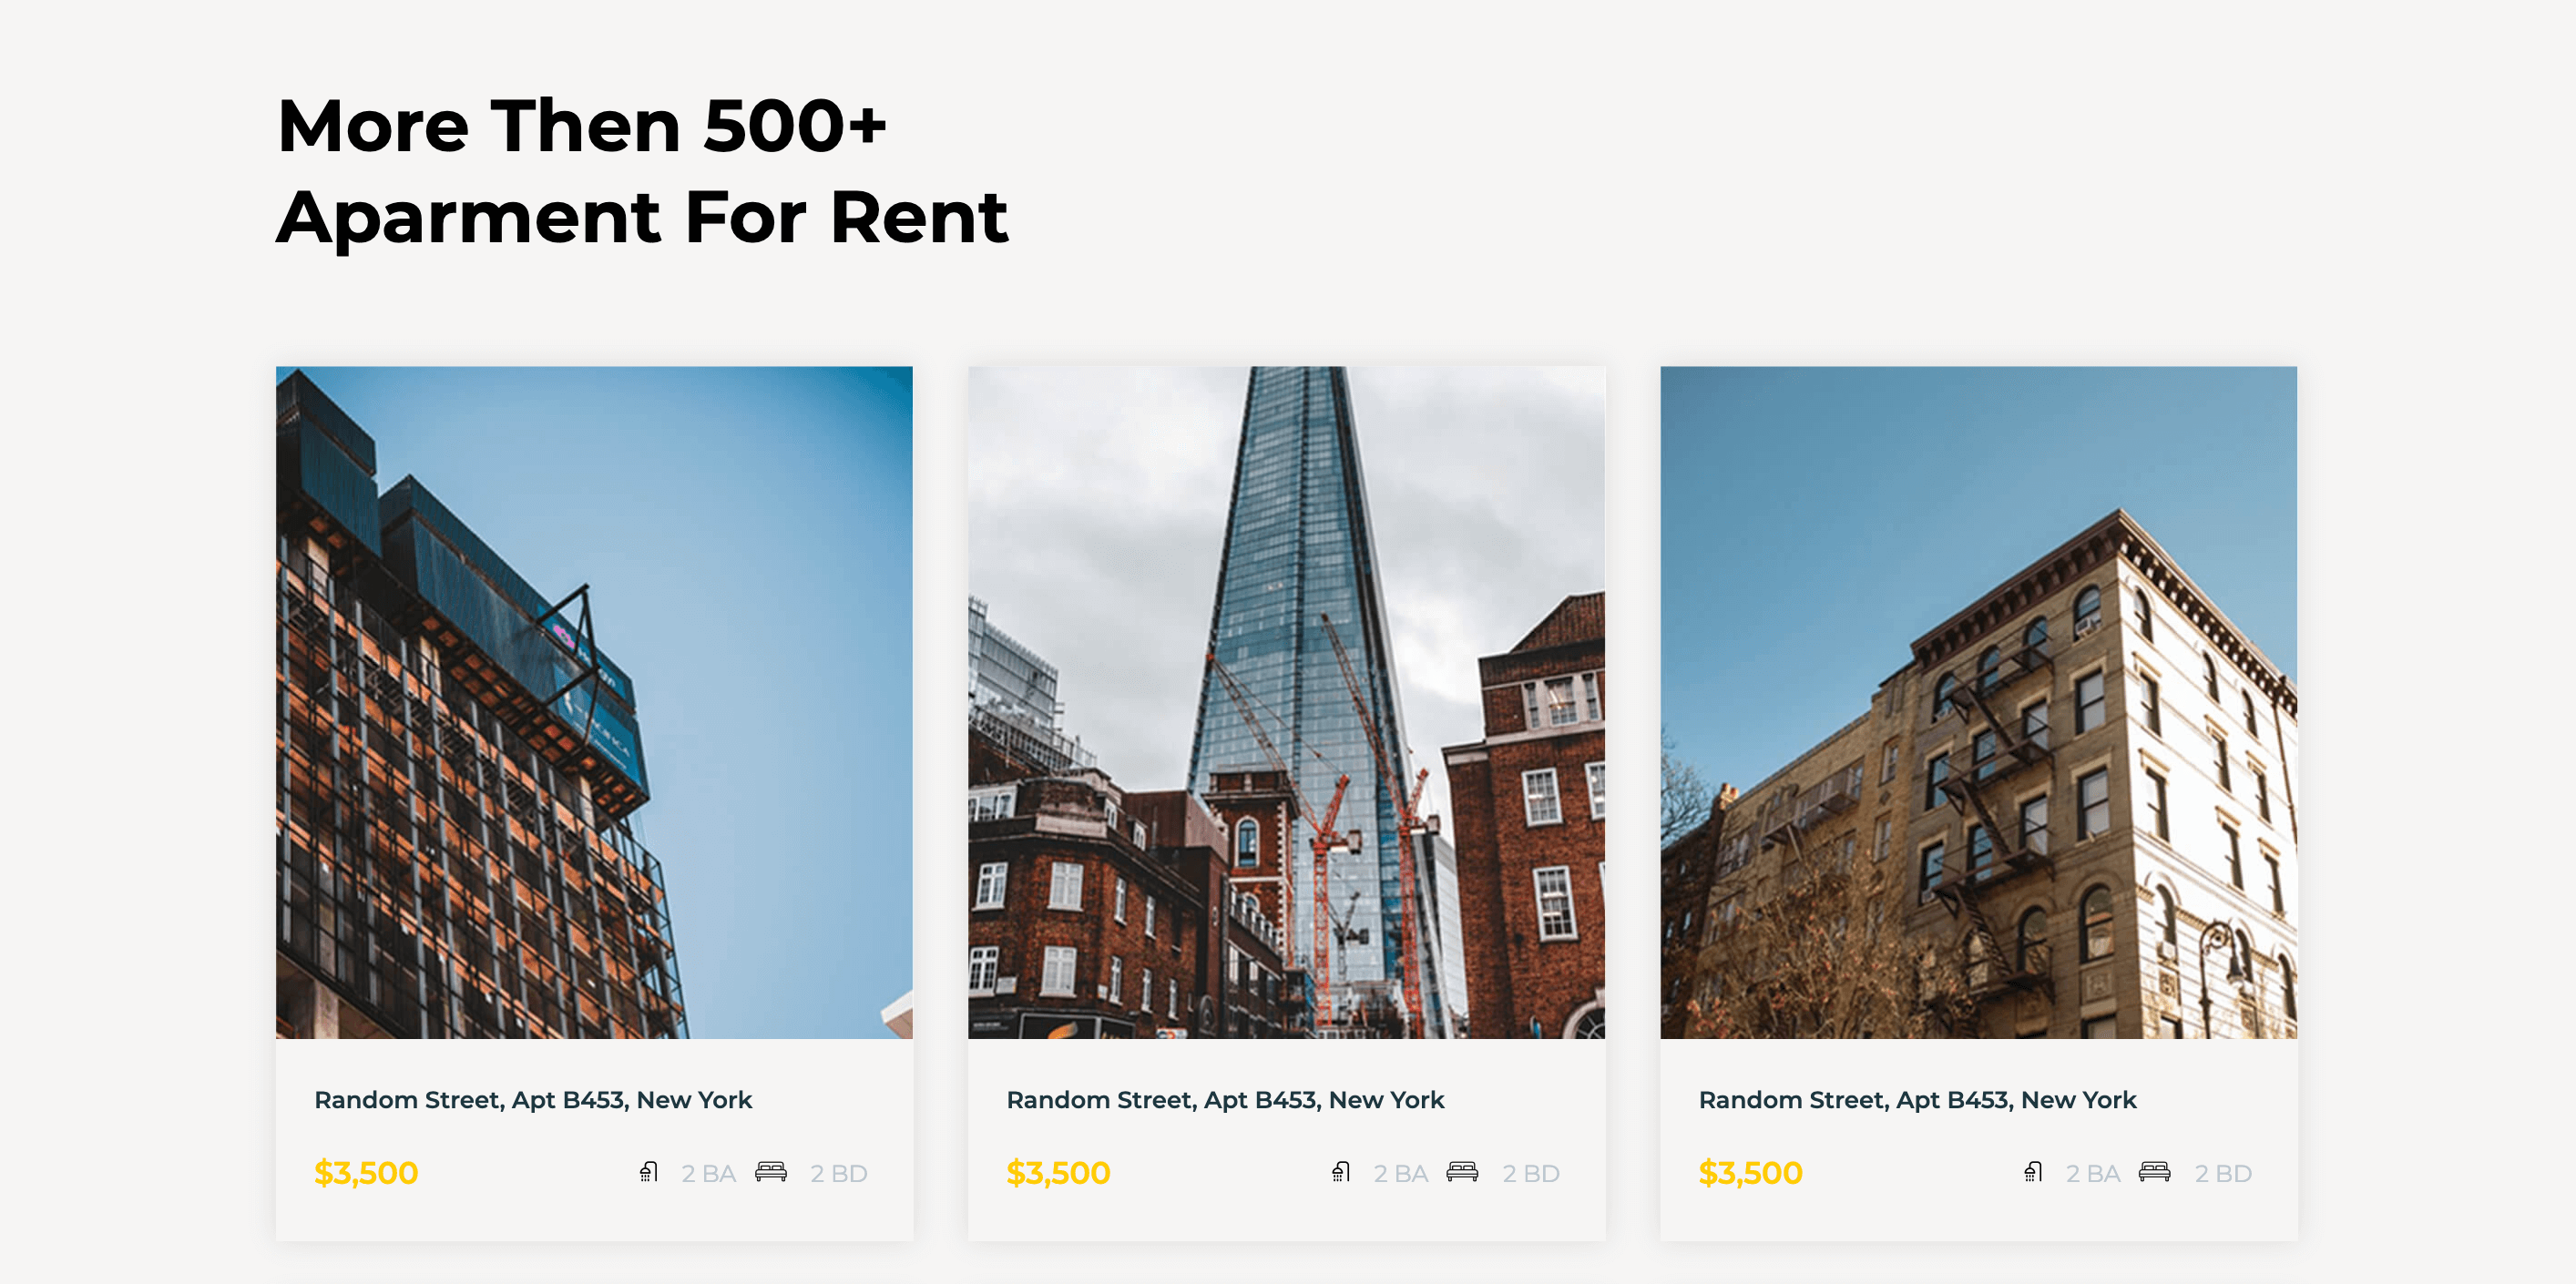 More Then 500+
Aparment For Rent
Random Street, Apt B453, New York
$3,500 2 BA 2 BD
Random Street, Apt B453, New York
$3,500 2 BA 2 BD
Random Street, Apt B453, New York
$3,500 2 BA 2 BD